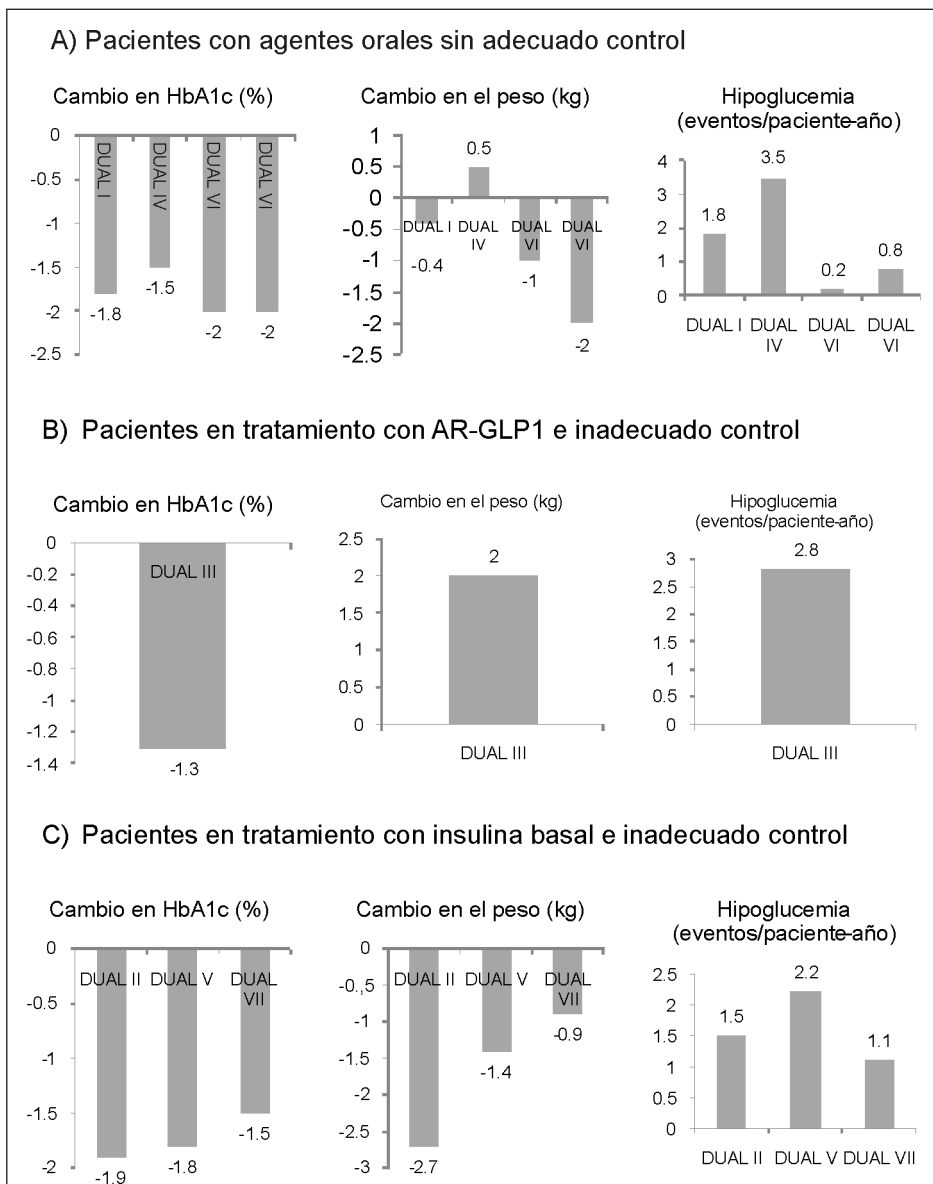 A) Pacientes con agentes orales sin adecuado control
Cambio en HbA1c (%)
0
-0.5
-1
-1.5
-2
-2.5
DUAL I
DUAL IV
DUAL VI
DUAL VI
-1.8
-1.5
-2
-2
Cambio en el peso (kg)
1
0.5
0
-0.5
-1
-1.5
-2
-2.5
0.5
DUAL I
DUAL
IV
DUAL
VI
DUAL
VI
-0.4
-1
-2
Hipoglucemia
(eventos/paciente-año)
4
3
2
1
0
1.8
3.5
0.2
0.8
DUAL I
DUAL
IV
DUAL
VI
DUAL
VI
B) Pacientes en tratamiento con AR-GLP1 e inadecuado control
Cambio en HbA1c (%)
0
-0.2
-0.4
-0.6
-0.8
-1
-1.2
-1.4
DUAL III
-1.3
Cambio en el peso (kg)
2.5
2
1.5
1
0.5
0
2
DUAL III
Hipoglucemia
(eventos/paciente-año)
3
2.5
2
1.5
1
0.5
0
2.8
DUAL III
C) Pacientes en tratamiento con insulina basal e inadecuado control
Cambio en HbA1c (%)
0
-0.5
-1
-1.5
-2
DUAL II
DUAL V
DUAL
VII
-1.9
-1.8
-1.5
Cambio en el peso (kg)
0
-0.,5
-1
-1.5
-2
-2.5
-3
DUAL II
DUAL V
DUAL
VII
-2.7
-1.4
-0.9
Hipoglucemia
(eventos/paciente-año)
2.5
2
1.5
1
0.5
0
1.5
2.2
1.1
DUAL II
DUAL V
DUAL VII